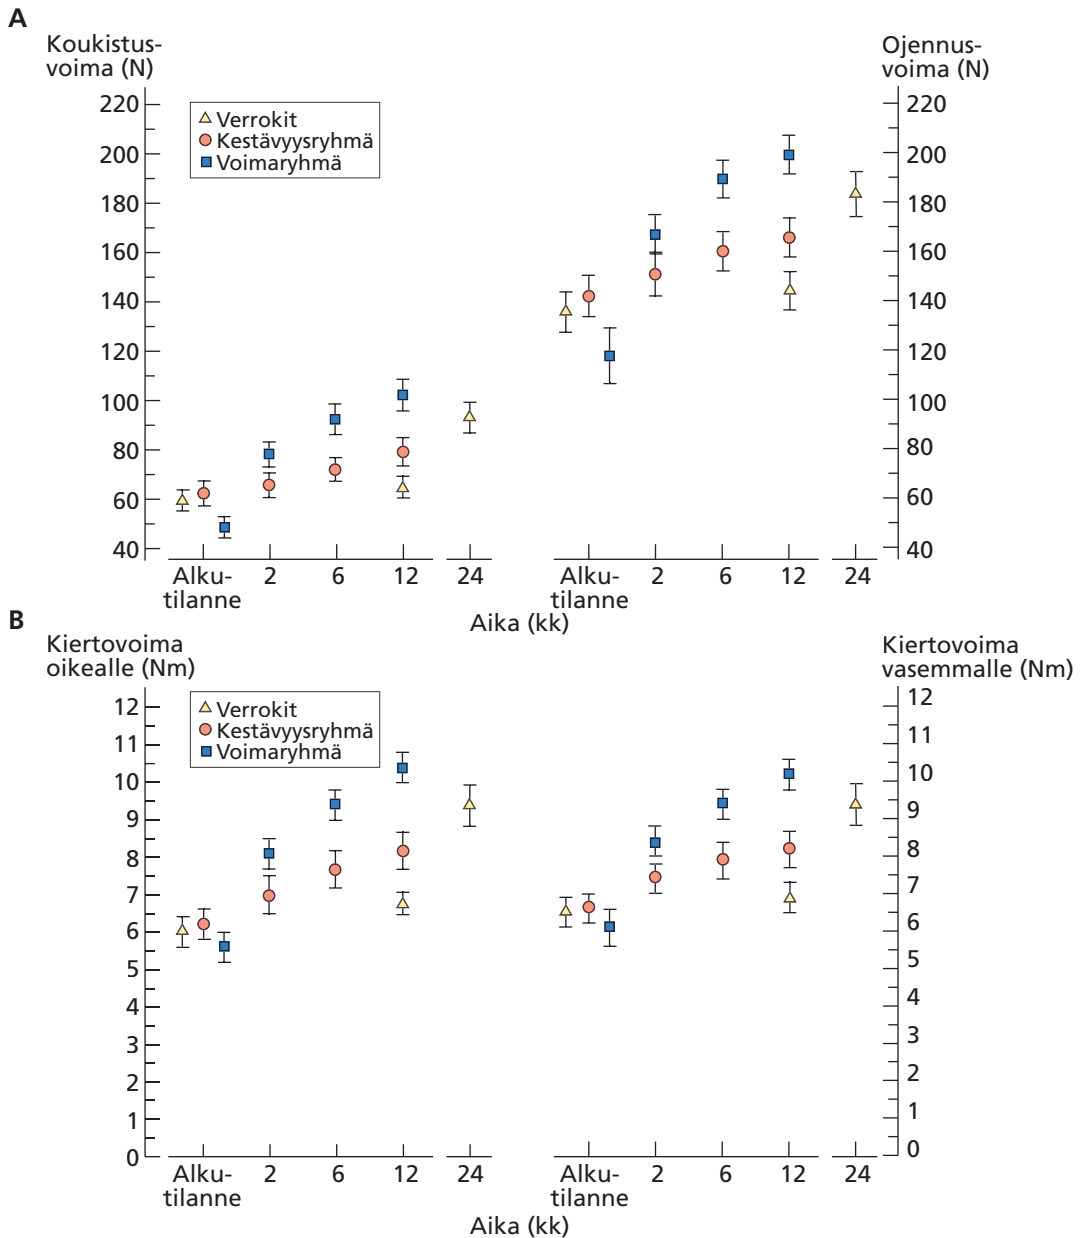 A
Koukistus-
voima (N)
Ojennus-
voima (N)
220
200
180
160
140
120
100
80
60
40
Verrokit
Kestävyysryhmä
Voimaryhmä
220
200
180
160
140
120
100
80
60
40
Alku-
tilanne
2
6
12
24
Alku-
tilanne
2
6
12
24
Aika (kk)
B
Kiertovoima
oikealle (Nm)
Kiertovoima
vasemmalle (Nm)
12
11
10
9
8
7
6
5
4
3
2
1
0
Verrokit
Kestävyysryhmä
Voimaryhmä
12
11
10
9
8
7
6
5
4
3
2
1
0
Alku-
tilanne
2
6
12
24
Alku-
tilanne
2
6
12
24
Aika (kk)